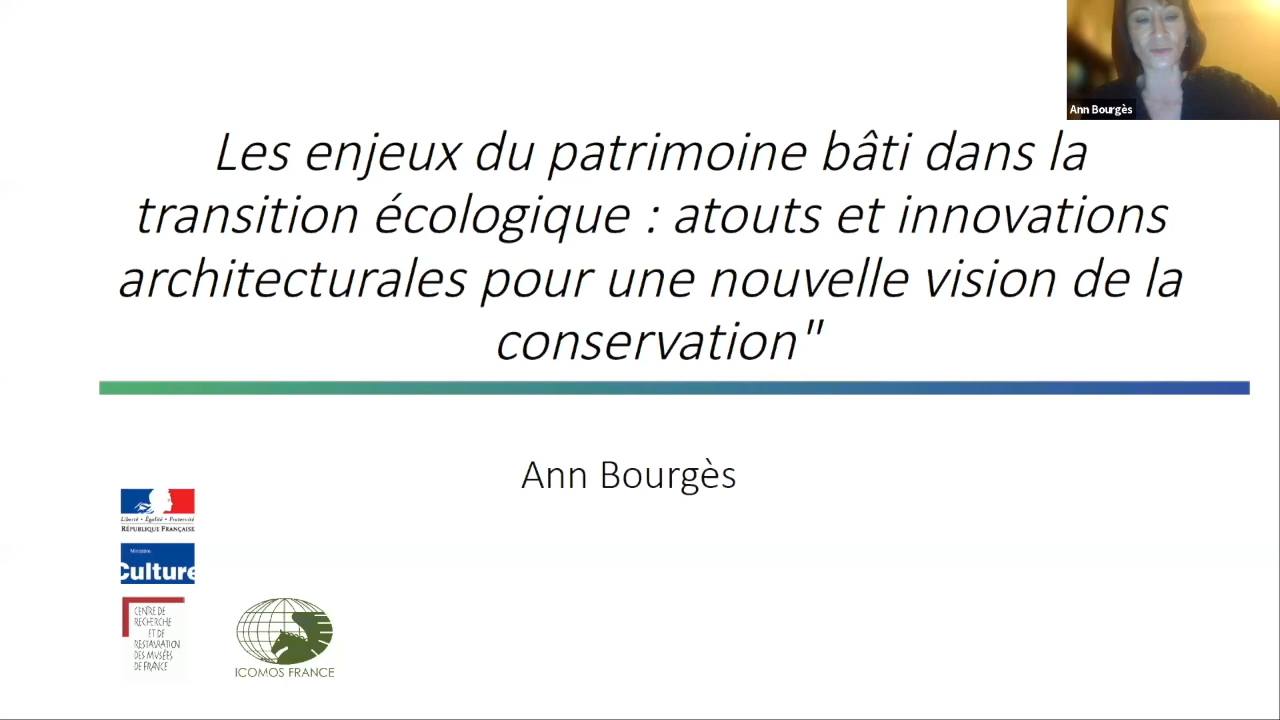 Ann Bourgès
Les enjeux du patrimoine bâti dans la
transition écologique : atouts et innovations
architecturales pour une nouvelle vision de la
conservation"
Ann Bourgès
Liberté • Égalité • Fraternité
RÉPUBLIQUE FRANÇAISE
Ministère
Culture
CENTRE DE
RECHERCHE
ET DE
RESTAURATION
DES MUSÉES
DE FRANCE
ICOMOS FRANCE